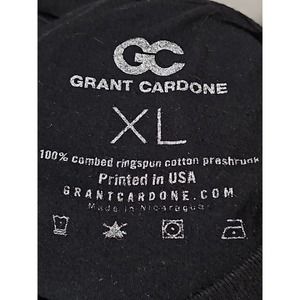 GC
GRANT CARDONE
XL
100% combed ringspun cotton preshrunk
Printed in USA
GRANTCARDONE.COM
Made in Nicaragua